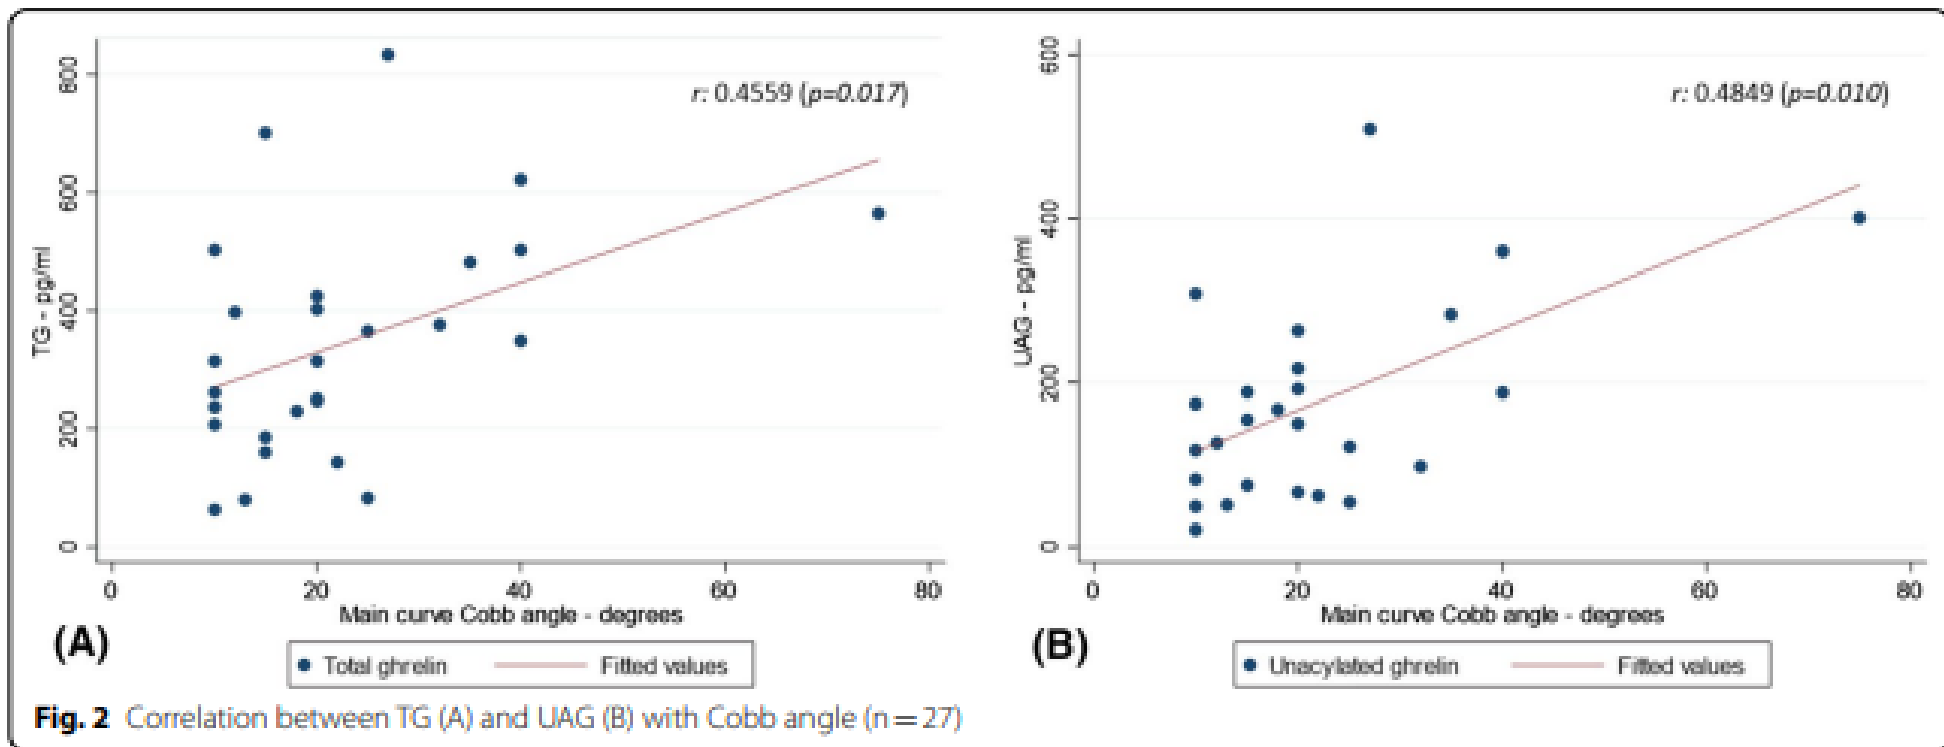 800
600
400
200
0
TG - pg/ml
r: 0.4559 (p=0.017)
0 20 40 60 80
Main curve Cobb angle - degrees
(A)
Total ghrelin Fitted values
600
400
200
0
UAG - pg/ml
r: 0.4849 (p=0.010)
0 20 40 60 80
Main curve Cobb angle - degrees
(B)
Unacylated ghrelin Fitted values
Fig. 2 Correlation between TG (A) and UAG (B) with Cobb angle (n = 27)